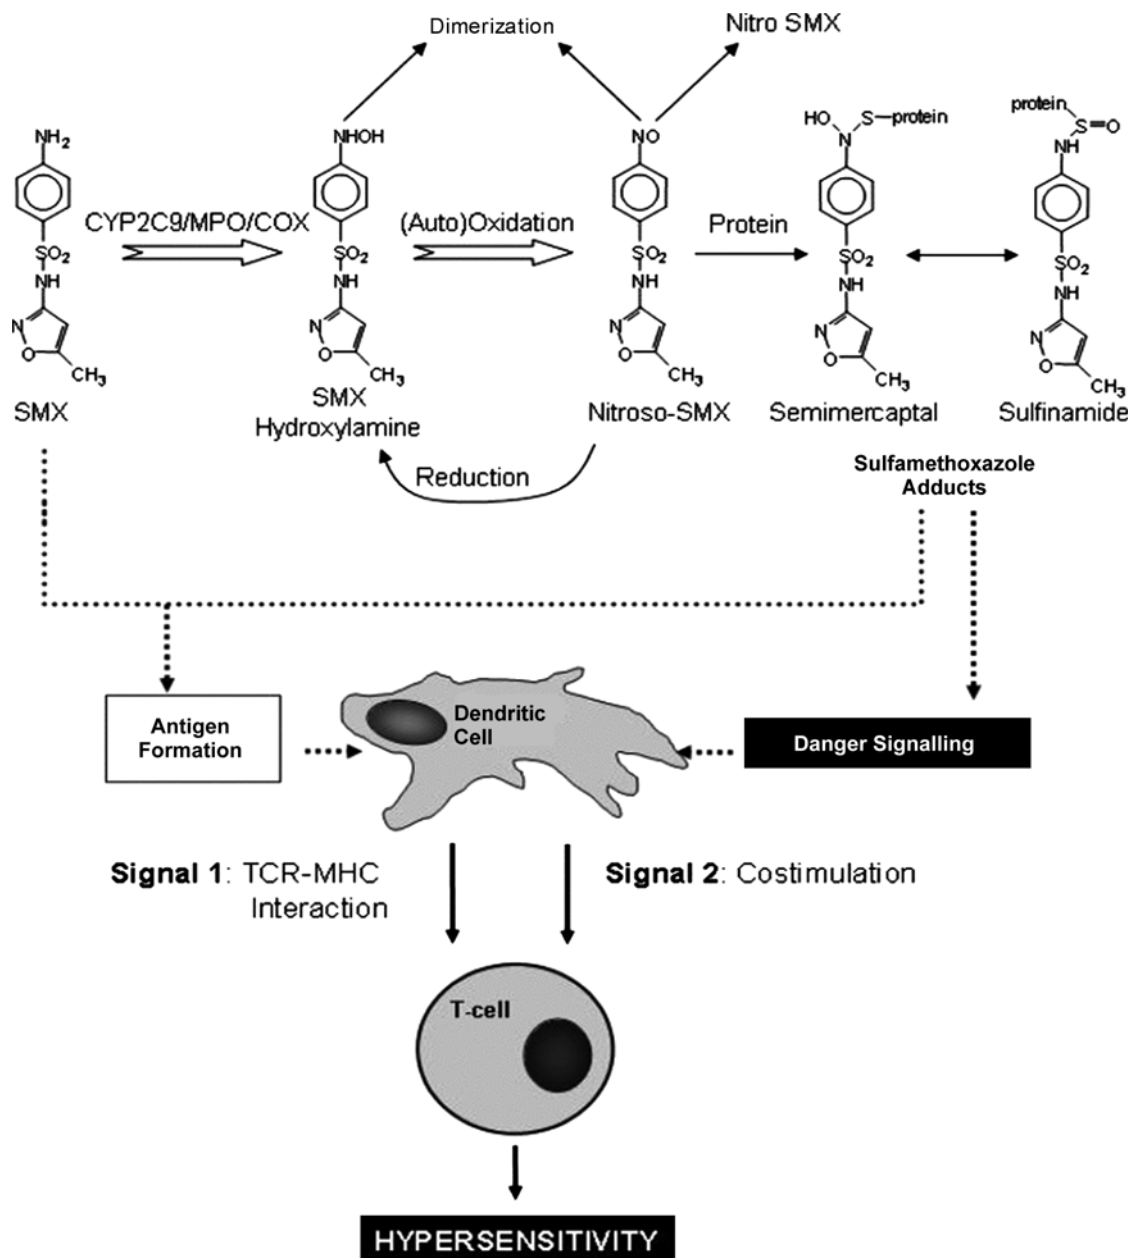 Dimerization
Nitro SMX
NH2
NHOH
NO
HO S—protein
N
protein
S=O
NH
CYP2C9/MPO/COX
(Auto)Oxidation
Protein
SO2
NH
N
O
CH3
SO2
NH
N
O
CH3
SO2
NH
N
O
CH3
SO2
NH
N
O
CH3
SO2
NH
N
O
CH3
SMX
SMX
Hydroxylamine
Nitroso-SMX
Semimercaptal
Sulfinamide
Reduction
Sulfamethoxazole
Adducts
Antigen
Formation
Dendritic
Cell
Danger Signalling
Signal 1: TCR-MHC
Interaction
Signal 2: Costimulation
T-cell
HYPERSENSITIVITY